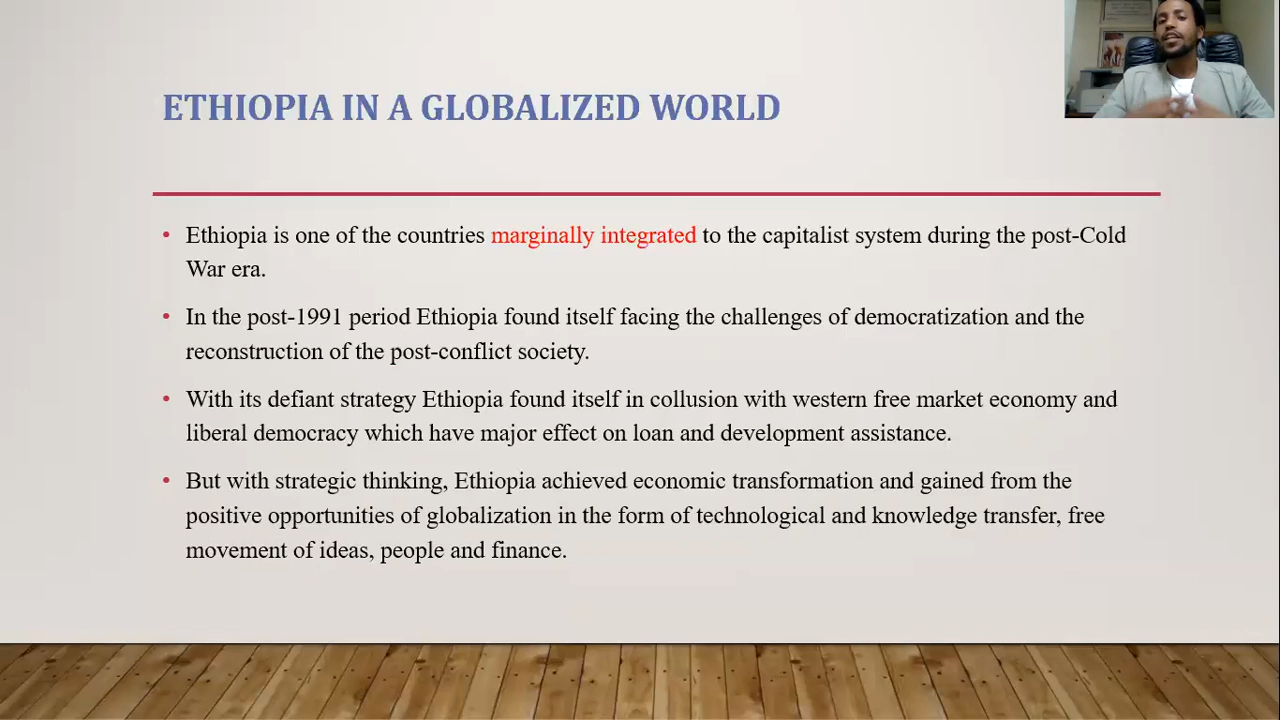 ETHIOPIA IN A GLOBALIZED WORLD
• Ethiopia is one of the countries marginally integrated to the capitalist system during the post-Cold
War era.
• In the post-1991 period Ethiopia found itself facing the challenges of democratization and the
reconstruction of the post-conflict society.
• With its defiant strategy Ethiopia found itself in collusion with western free market economy and
liberal democracy which have major effect on loan and development assistance.
• But with strategic thinking, Ethiopia achieved economic transformation and gained from the
positive opportunities of globalization in the form of technological and knowledge transfer, free
movement of ideas, people and finance.